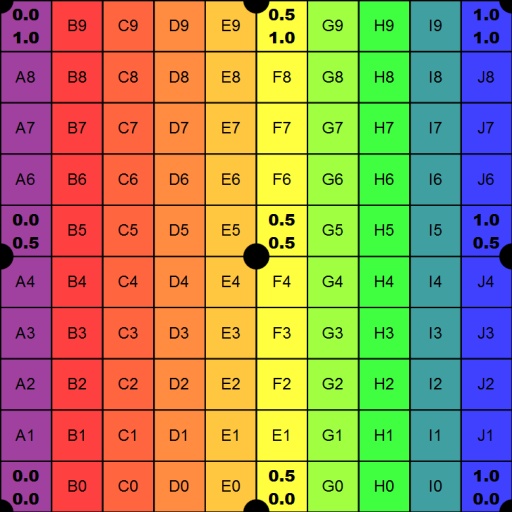 0.0 B9 C9 D9 E9 0.5 G9 H9 I9 1.0
1.0 1.0 1.0
A8 B8 C8 D8 E8 F8 G8 H8 I8 J8
A7 B7 C7 D7 E7 F7 G7 H7 I7 J7
A6 B6 C6 D6 E6 F6 G6 H6 I6 J6
0.0 B5 C5 D5 E5 0.5 G5 H5 I5 1.0
0.5 0.5 0.5
A4 B4 C4 D4 E4 F4 G4 H4 I4 J4
A3 B3 C3 D3 E3 F3 G3 H3 I3 J3
A2 B2 C2 D2 E2 F2 G2 H2 I2 J2
A1 B1 C1 D1 E1 E1 G1 H1 I1 J1
0.0 B0 C0 D0 E0 0.5 G0 H0 I0 1.0
0.0 0.0 0.0